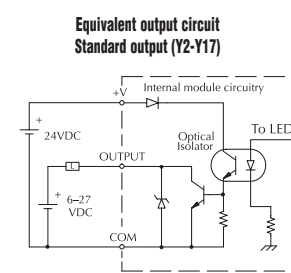 Equivalent output circuit
Standard output (Y2-Y17)
+V
Internal module circuitry
+
24VDC
Optical
Isolator
To LED
OUTPUT
L
+
6–27
VDC
COM